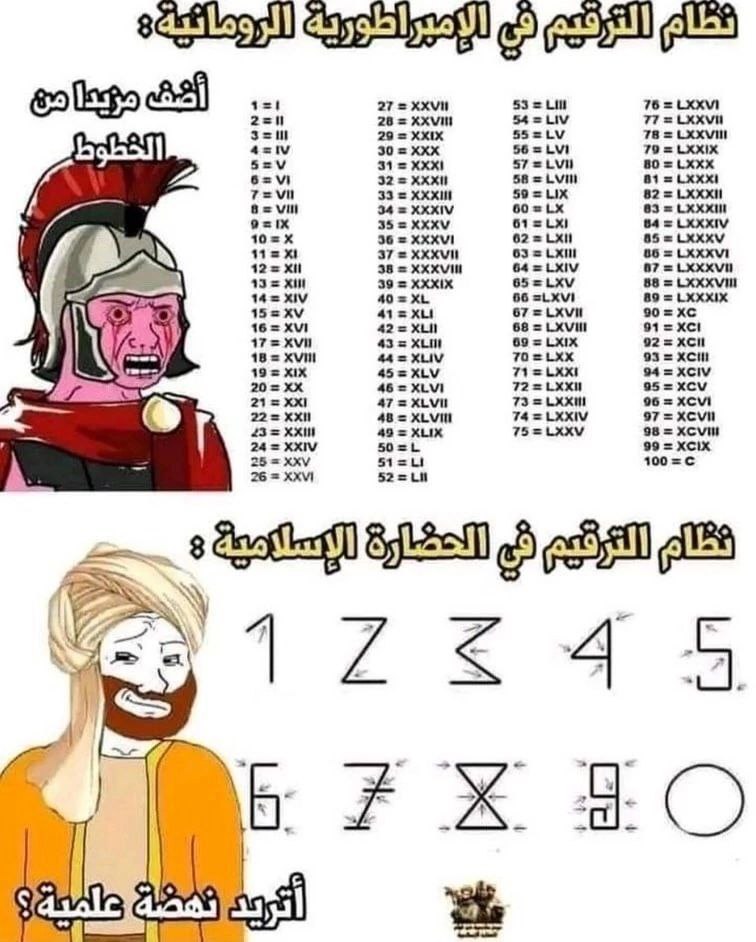 نظام الترقيم في الإمبراطورية الرومانية :
أضف مزيدا من
الخطوط
1 = I
2 = II
3 = III
4 = IV
5 = V
6 = VI
7 = VII
8 = VIII
9 = IX
10 = X
11 = XI
12 = XII
13 = XIII
14 = XIV
15 = XV
16 = XVI
17 = XVII
18 = XVIII
19 = XIX
20 = XX
21 = XXI
22 = XXII
23 = XXIII
24 = XXIV
25 = XXV
26 = XXVI
27 = XXVII
28 = XXVIII
29 = XXIX
30 = XXX
31 = XXXI
32 = XXXII
33 = XXXIII
34 = XXXIV
35 = XXXV
36 = XXXVI
37 = XXXVII
38 = XXXVIII
39 = XXXIX
40 = XL
41 = XLI
42 = XLII
43 = XLIII
44 = XLIV
45 = XLV
46 = XLVI
47 = XLVII
48 = XLVIII
49 = XLIX
50 = L
51 = LI
52 = LII
53 = LIII
54 = LIV
55 = LV
56 = LVI
57 = LVII
58 = LVIII
59 = LIX
60 = LX
61 = LXI
62 = LXII
63 = LXIII
64 = LXIV
65 = LXV
66 =LXVI
67 = LXVII
68 = LXVIII
69 = LXIX
70 = LXX
71 = LXXI
72 = LXXII
73 = LXXIII
74 = LXXIV
75 = LXXV
76 = LXXVI
77 = LXXVII
78 = LXXVIII
79 = LXXIX
80 = LXXX
81 = LXXXI
82 = LXXXII
83 = LXXXIII
84 = LXXXIV
85 = LXXXV
86 = LXXXVI
87 = LXXXVII
88 = LXXXVIII
89 = LXXXIX
90 = XC
91 = XCI
92 = XCII
93 = XCIII
94 = XCIV
95 = XCV
96 = XCVI
97 = XCVII
98 = XCVIII
99 = XCIX
100 = C
نظام الترقيم في الحضارة الإسلامية :
1 2 3 4 5
6 7 8 9 0
أتريد نهضة علمية ؟